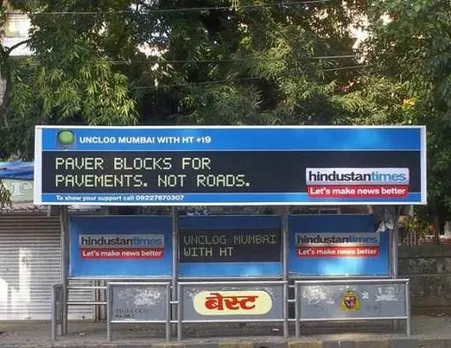 UNCLOG MUMBAI WITH HT #19
PAVER BLOCKS FOR
PAVEMENTS. NOT ROADS.
hindustantimes
Let's make news better
To show your support call 09227870307
hindustantimes
Let's make news better
UNCLOG MUMBAI
WITH HT
hindustantimes
Let's make news better
बेस्ट